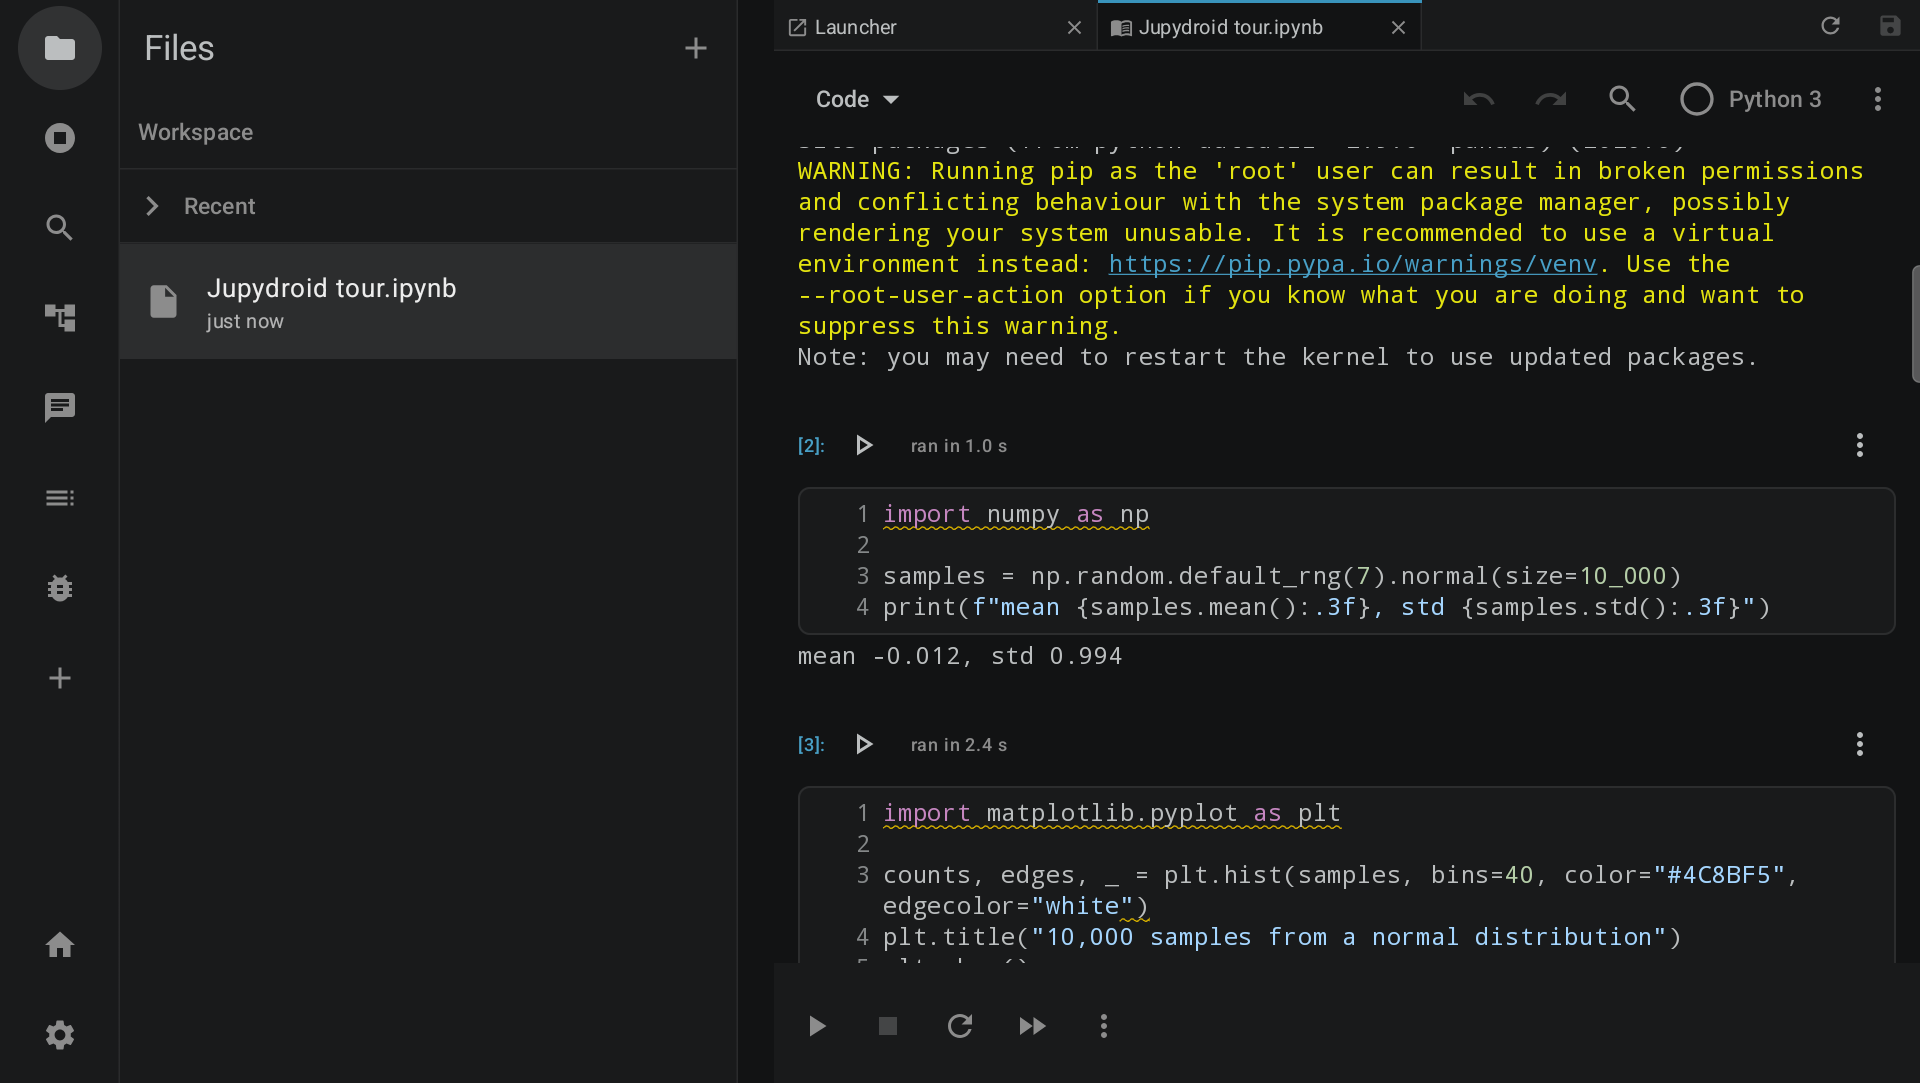 Files
Workspace
Recent
Jupydroid tour.ipynb
just now
Launcher
Jupydroid tour.ipynb
Code
Python 3
WARNING: Running pip as the 'root' user can result in broken permissions
and conflicting behaviour with the system package manager, possibly
rendering your system unusable. It is recommended to use a virtual
environment instead: https://pip.pypa.io/warnings/venv. Use the
--root-user-action option if you know what you are doing and want to
suppress this warning.
Note: you may need to restart the kernel to use updated packages.
[2]: ran in 1.0 s
1 import numpy as np
2
3 samples = np.random.default_rng(7).normal(size=10_000)
4 print(f"mean {samples.mean():.3f}, std {samples.std():.3f}")
mean -0.012, std 0.994
[3]: ran in 2.4 s
1 import matplotlib.pyplot as plt
2
3 counts, edges, _ = plt.hist(samples, bins=40, color="#4C8BF5",
edgecolor="white")
4 plt.title("10,000 samples from a normal distribution")